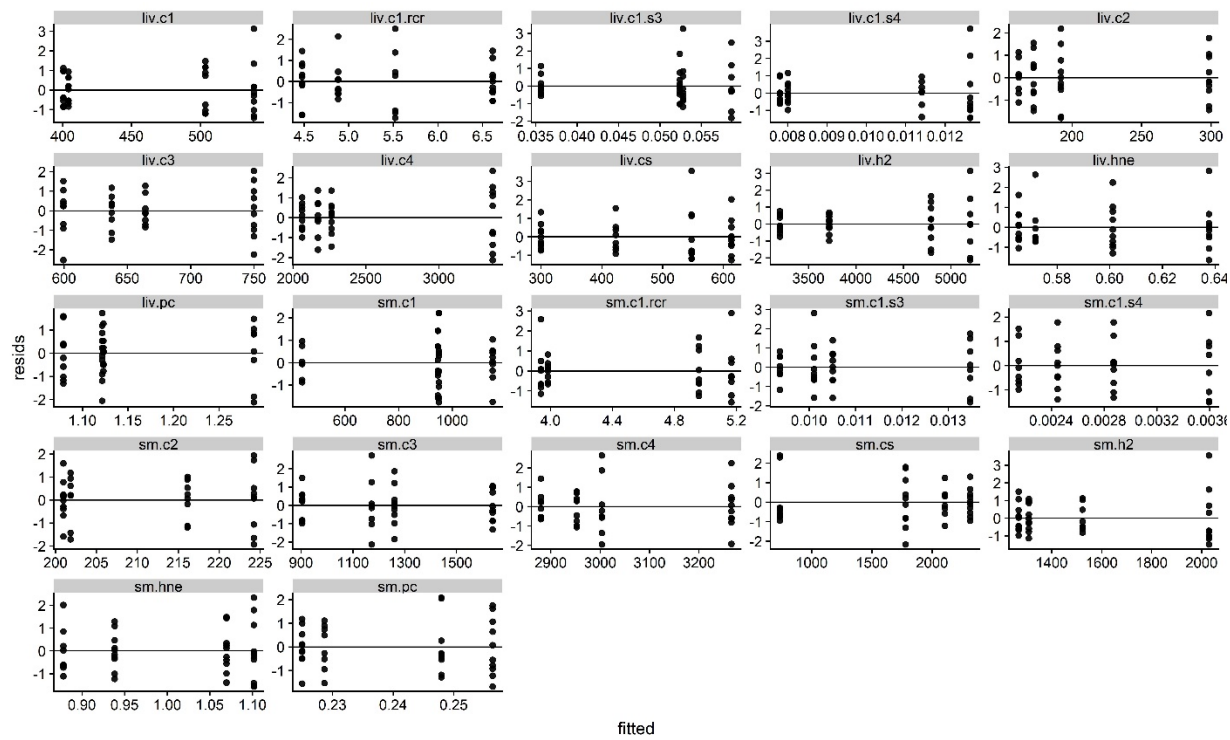 liv.c1 liv.c1.rcr liv.c1.s3 liv.c1.s4 liv.c2
3 2 1 0 -1
2 1 0 -1
3 2 1 0 -1 -2
3 2 1 0 -1
2 1 0 -1
400 450 500
4.5 5.0 5.5 6.0 6.5
0.035 0.040 0.045 0.050 0.055
0.008 0.009 0.010 0.011 0.012
200 250 300
liv.c3 liv.c4 liv.cs liv.h2 liv.hne
2 1 0 -1 -2
2 1 0 -1 -2
3 2 1 0 -1
3 2 1 0 -1 -2
3 2 1 0 -1
600 650 700 750
2000 2500 3000
300 400 500 600
3500 4000 4500 5000
0.58 0.60 0.62 0.64
liv.pc sm.c1 sm.c1.rcr sm.c1.s3 sm.c1.s4
1 0 -1 -2
2 1 0 -1
3 2 1 0 -1
3 2 1 0 -1
2 1 0 -1
1.10 1.15 1.20 1.25
600 800 1000
4.0 4.4 4.8 5.2
0.010 0.011 0.012 0.013
0.0024 0.0028 0.0032 0.0036
resids
sm.c2 sm.c3 sm.c4 sm.cs sm.h2
2 1 0 -1 -2
2 1 0 -1 -2
2 1 0 -1 -2
2 1 0 -1 -2
3 2 1 0 -1
200 205 210 215 220 225
900 1100 1300 1500
2900 3000 3100 3200
1000 1500 2000
1400 1600 1800 2000
sm.hne sm.pc
2 1 0 -1
2 1 0 -1
0.90 0.95 1.00 1.05 1.10
0.23 0.24 0.25
fitted